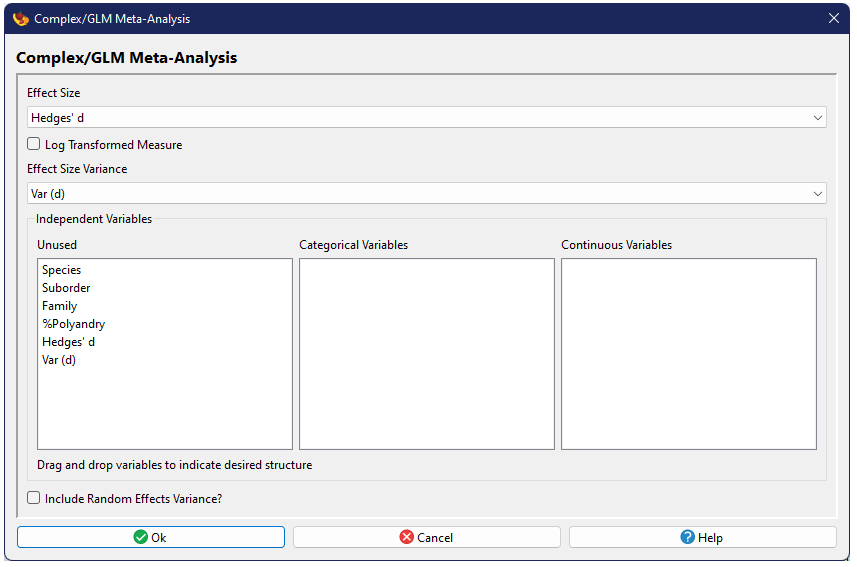 Complex/GLM Meta-Analysis
Complex/GLM Meta-Analysis
Effect Size
Hedges' d
Log Transformed Measure
Effect Size Variance
Var (d)
Independent Variables
Unused
Categorical Variables
Continuous Variables
Species
Suborder
Family
%Polyandry
Hedges' d
Var (d)
Drag and drop variables to indicate desired structure
Include Random Effects Variance?
Ok
Cancel
Help